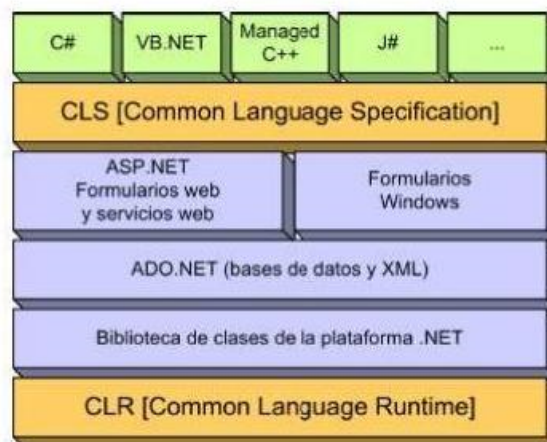 C#
VB.NET
Managed
C++
J#
...
CLS [Common Language Specification]
ASP.NET
Formularios web
y servicios web
Formularios
Windows
ADO.NET (bases de datos y XML)
Biblioteca de clases de la plataforma .NET
CLR [Common Language Runtime]